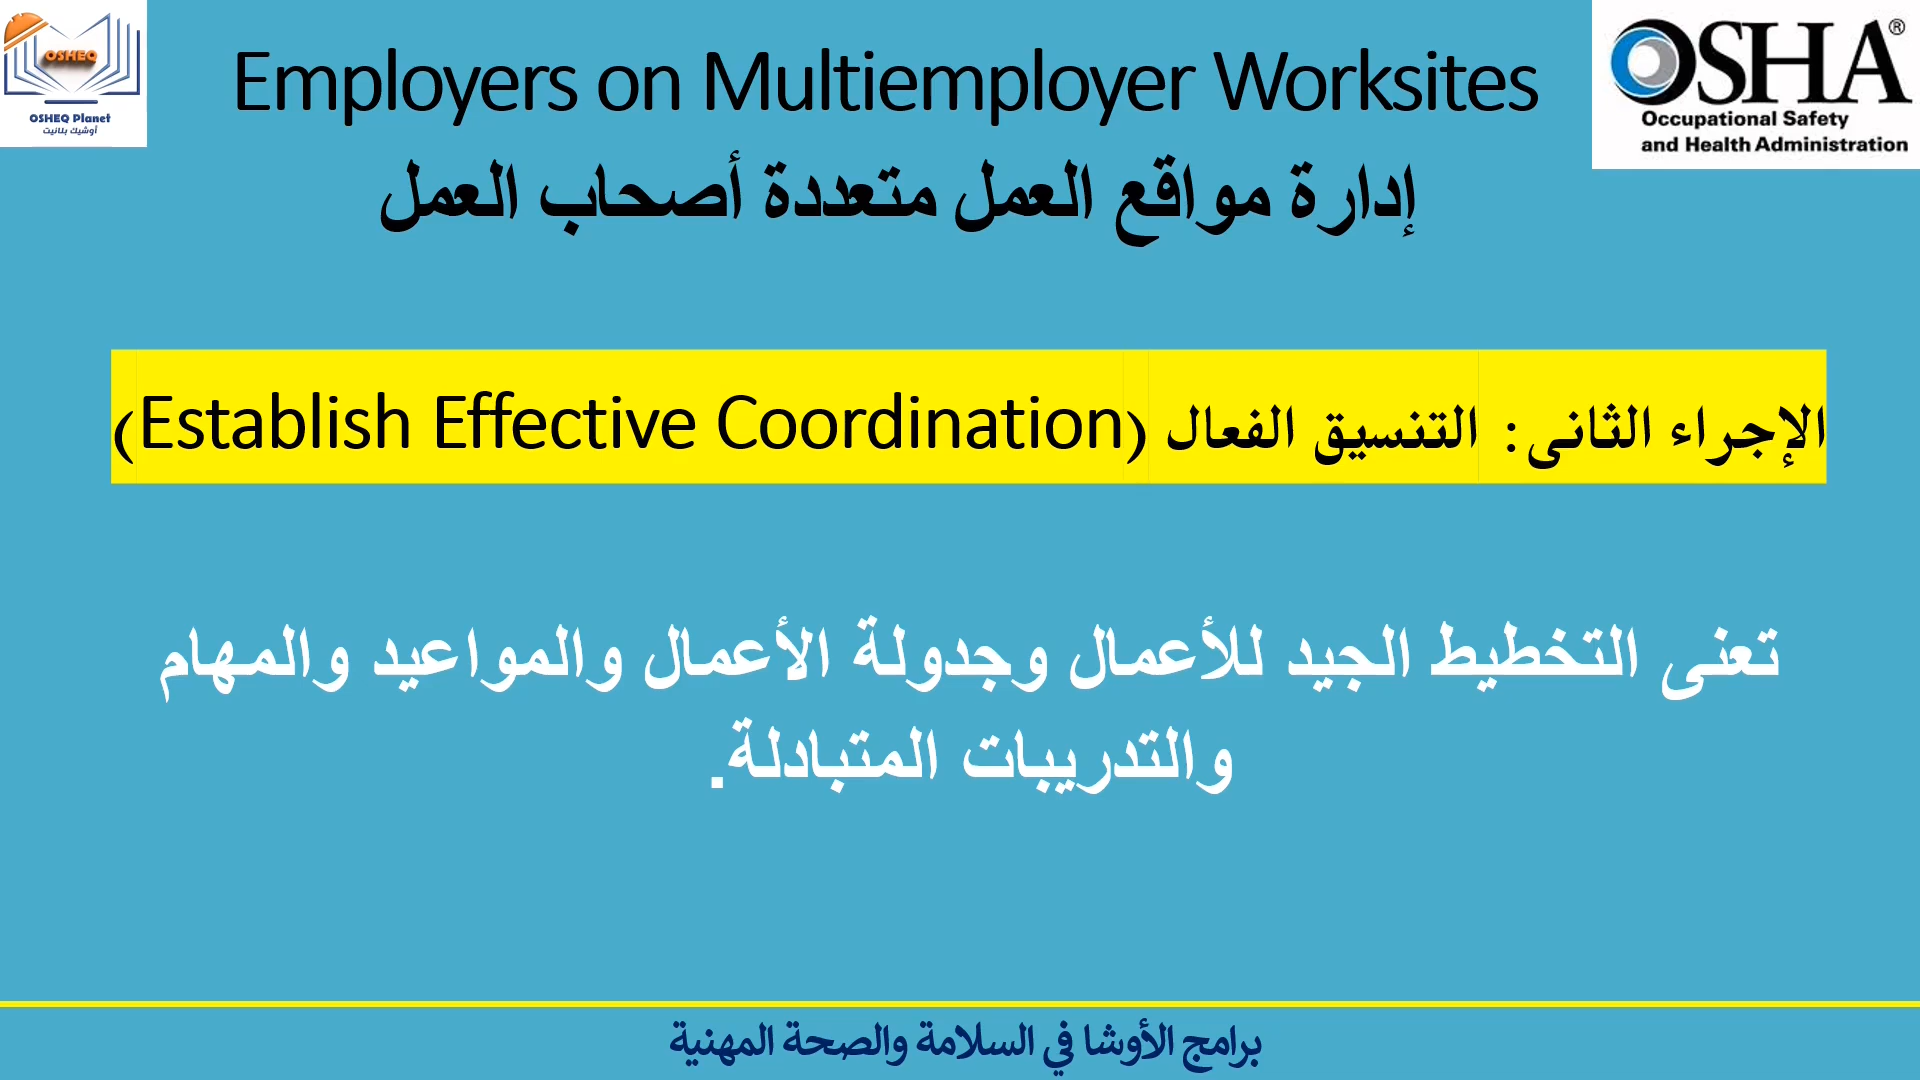 OSHEQ
OSHEQ Planet
أوشيك بلانيت
Employers on Multiemployer Worksites
إدارة مواقع العمل متعددة أصحاب العمل
OSHA®
Occupational Safety
and Health Administration
الإجراء الثانى: التنسيق الفعال (Establish Effective Coordination)
تعنى التخطيط الجيد للأعمال وجدولة الأعمال والمواعيد والمهام
والتدريبات المتبادلة.
برامج الأوشا في السلامة والصحة المهنية